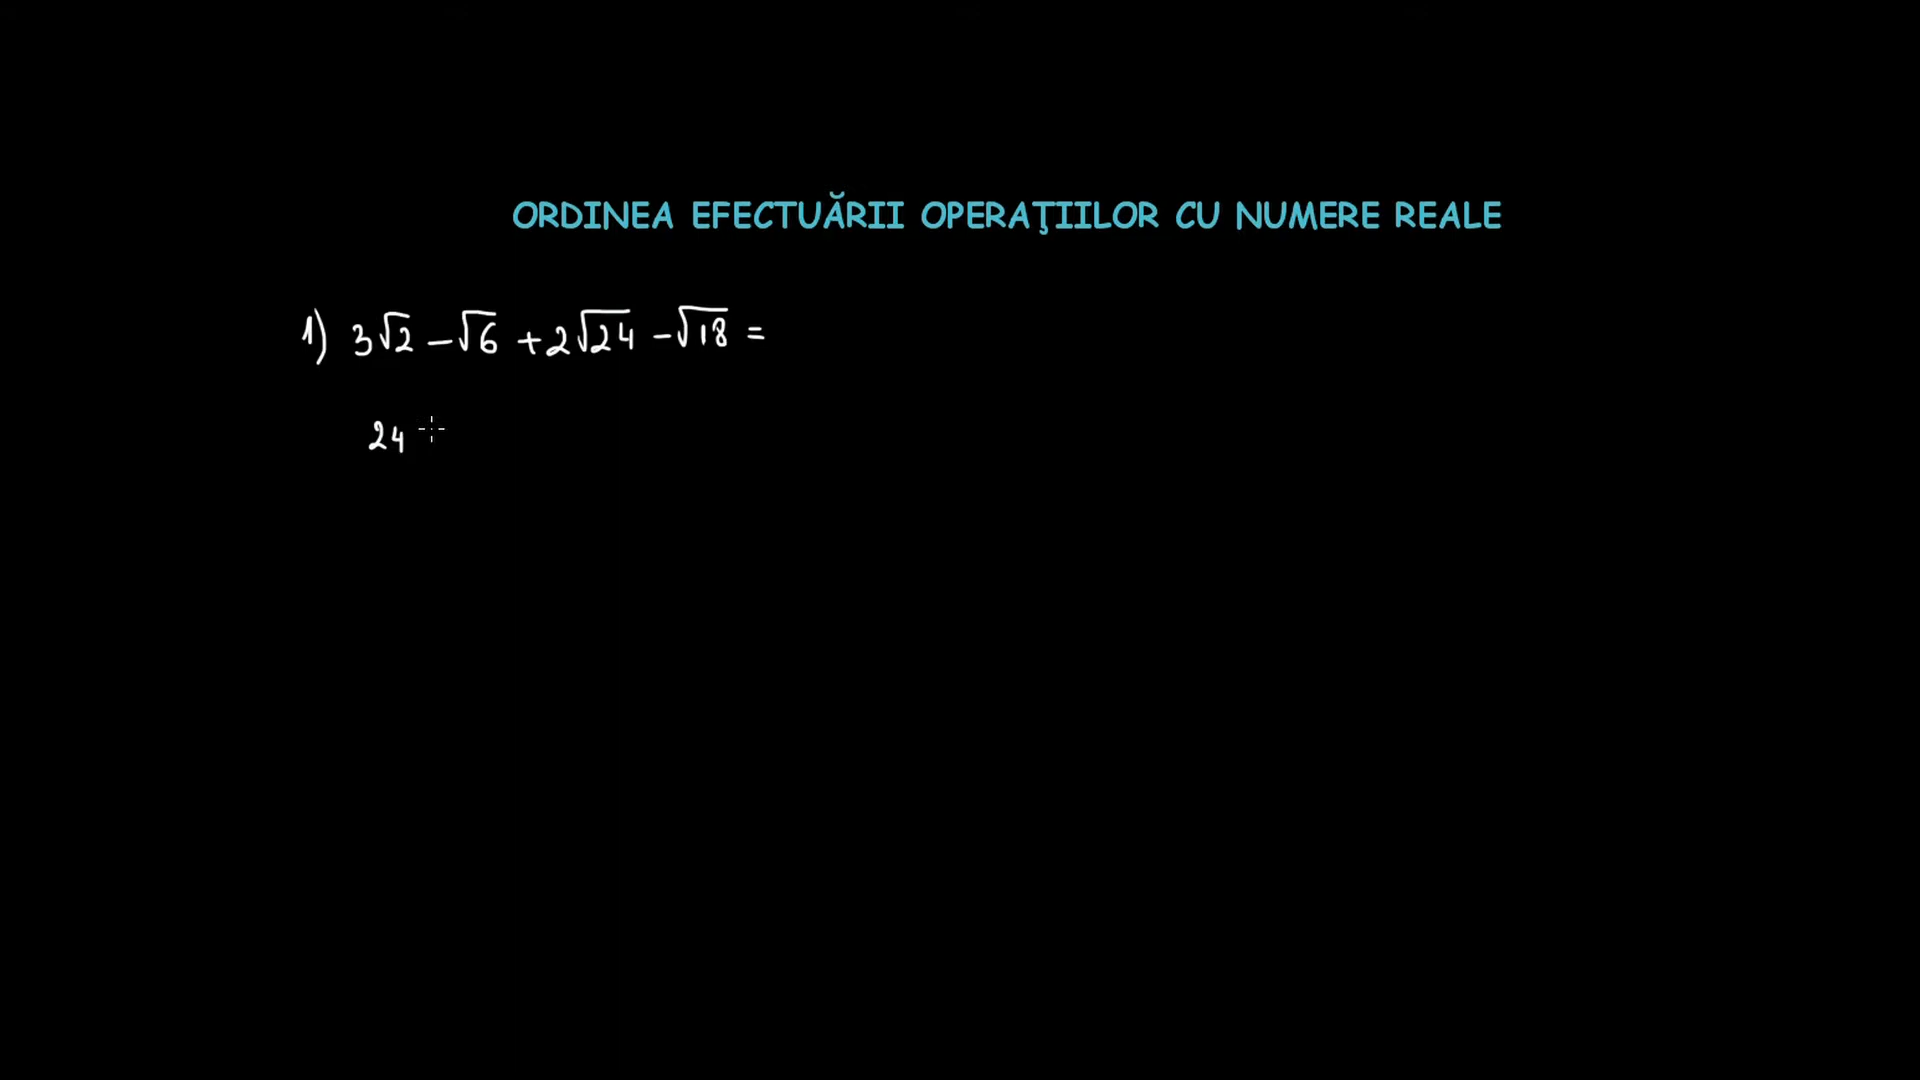 ORDINEA EFECTUĂRII OPERAŢIILOR CU NUMERE REALE
1) 3√2 – √6 + 2√24 – √18 =
24